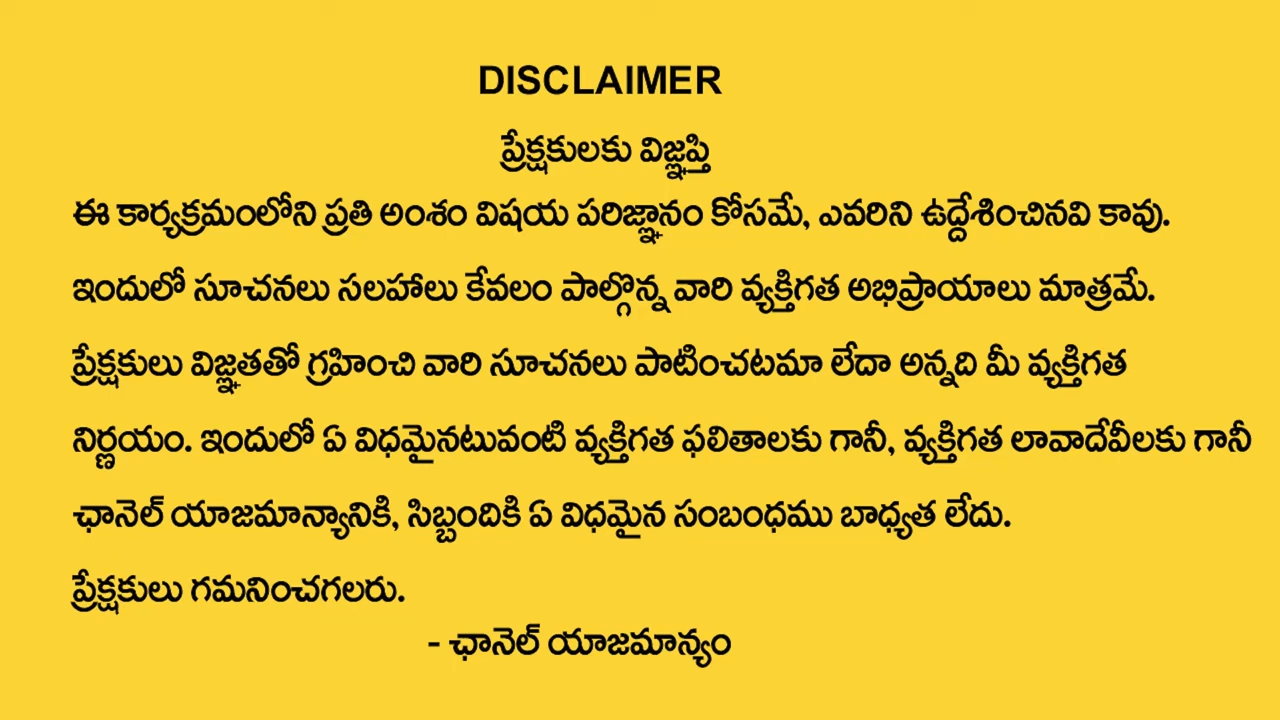 DISCLAIMER
ప్రేక్షకులకు విజ్ఞప్తి
ఈ కార్యక్రమంలోని ప్రతి అంశం విషయ పరిజ్ఞానం కోసమే, ఎవరిని ఉద్దేశించినవి కావు.
ఇందులో సూచనలు సలహాలు కేవలం పాల్గొన్న వారి వ్యక్తిగత అభిప్రాయాలు మాత్రమే.
ప్రేక్షకులు విజ్ఞతతో గ్రహించి వారి సూచనలు పాటించటమా లేదా అన్నది మీ వ్యక్తిగత
నిర్ణయం. ఇందులో ఏ విధమైనటువంటి వ్యక్తిగత ఫలితాలకు గానీ, వ్యక్తిగత లావాదేవీలకు గానీ
ఛానెల్ యాజమాన్యానికి, సిబ్బందికి ఏ విధమైన సంబంధము బాధ్యత లేదు.
ప్రేక్షకులు గమనించగలరు.
- ఛానెల్ యాజమాన్యం